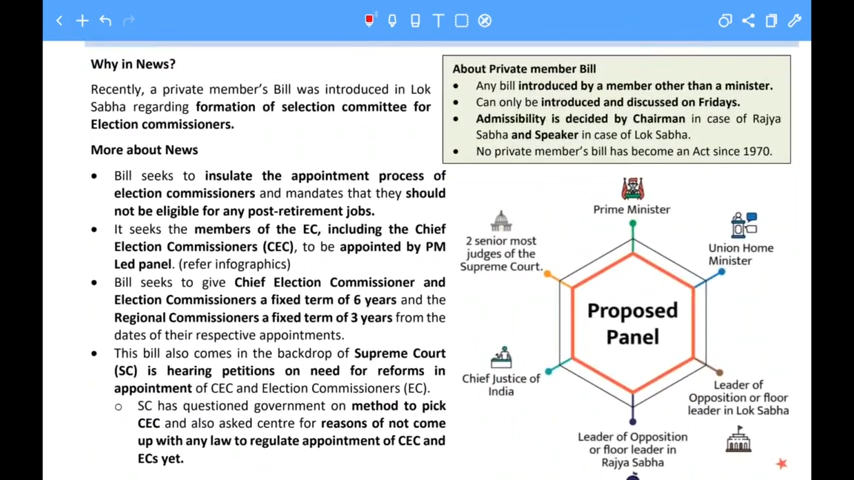 Why in News?
Recently, a private member's Bill was introduced in Lok
Sabha regarding formation of selection committee for
Election commissioners.
More about News
• Bill seeks to insulate the appointment process of
election commissioners and mandates that they should
not be eligible for any post-retirement jobs.
• It seeks the members of the EC, including the Chief
Election Commissioners (CEC), to be appointed by PM
Led panel. (refer infographics)
• Bill seeks to give Chief Election Commissioner and
Election Commissioners a fixed term of 6 years and the
Regional Commissioners a fixed term of 3 years from the
dates of their respective appointments.
• This bill also comes in the backdrop of Supreme Court
(SC) is hearing petitions on need for reforms in
appointment of CEC and Election Commissioners (EC).
o SC has questioned government on method to pick
CEC and also asked centre for reasons of not come
up with any law to regulate appointment of CEC and
ECs yet.
About Private member Bill
• Any bill introduced by a member other than a minister.
• Can only be introduced and discussed on Fridays.
• Admissibility is decided by Chairman in case of Rajya
Sabha and Speaker in case of Lok Sabha.
• No private member's bill has become an Act since 1970.
Prime Minister
2 senior most
judges of the
Supreme Court.
Union Home
Minister
Proposed
Panel
Chief Justice of
India
Leader of
Opposition or floor
leader in Lok Sabha
Leader of Opposition
or floor leader in
Rajya Sabha